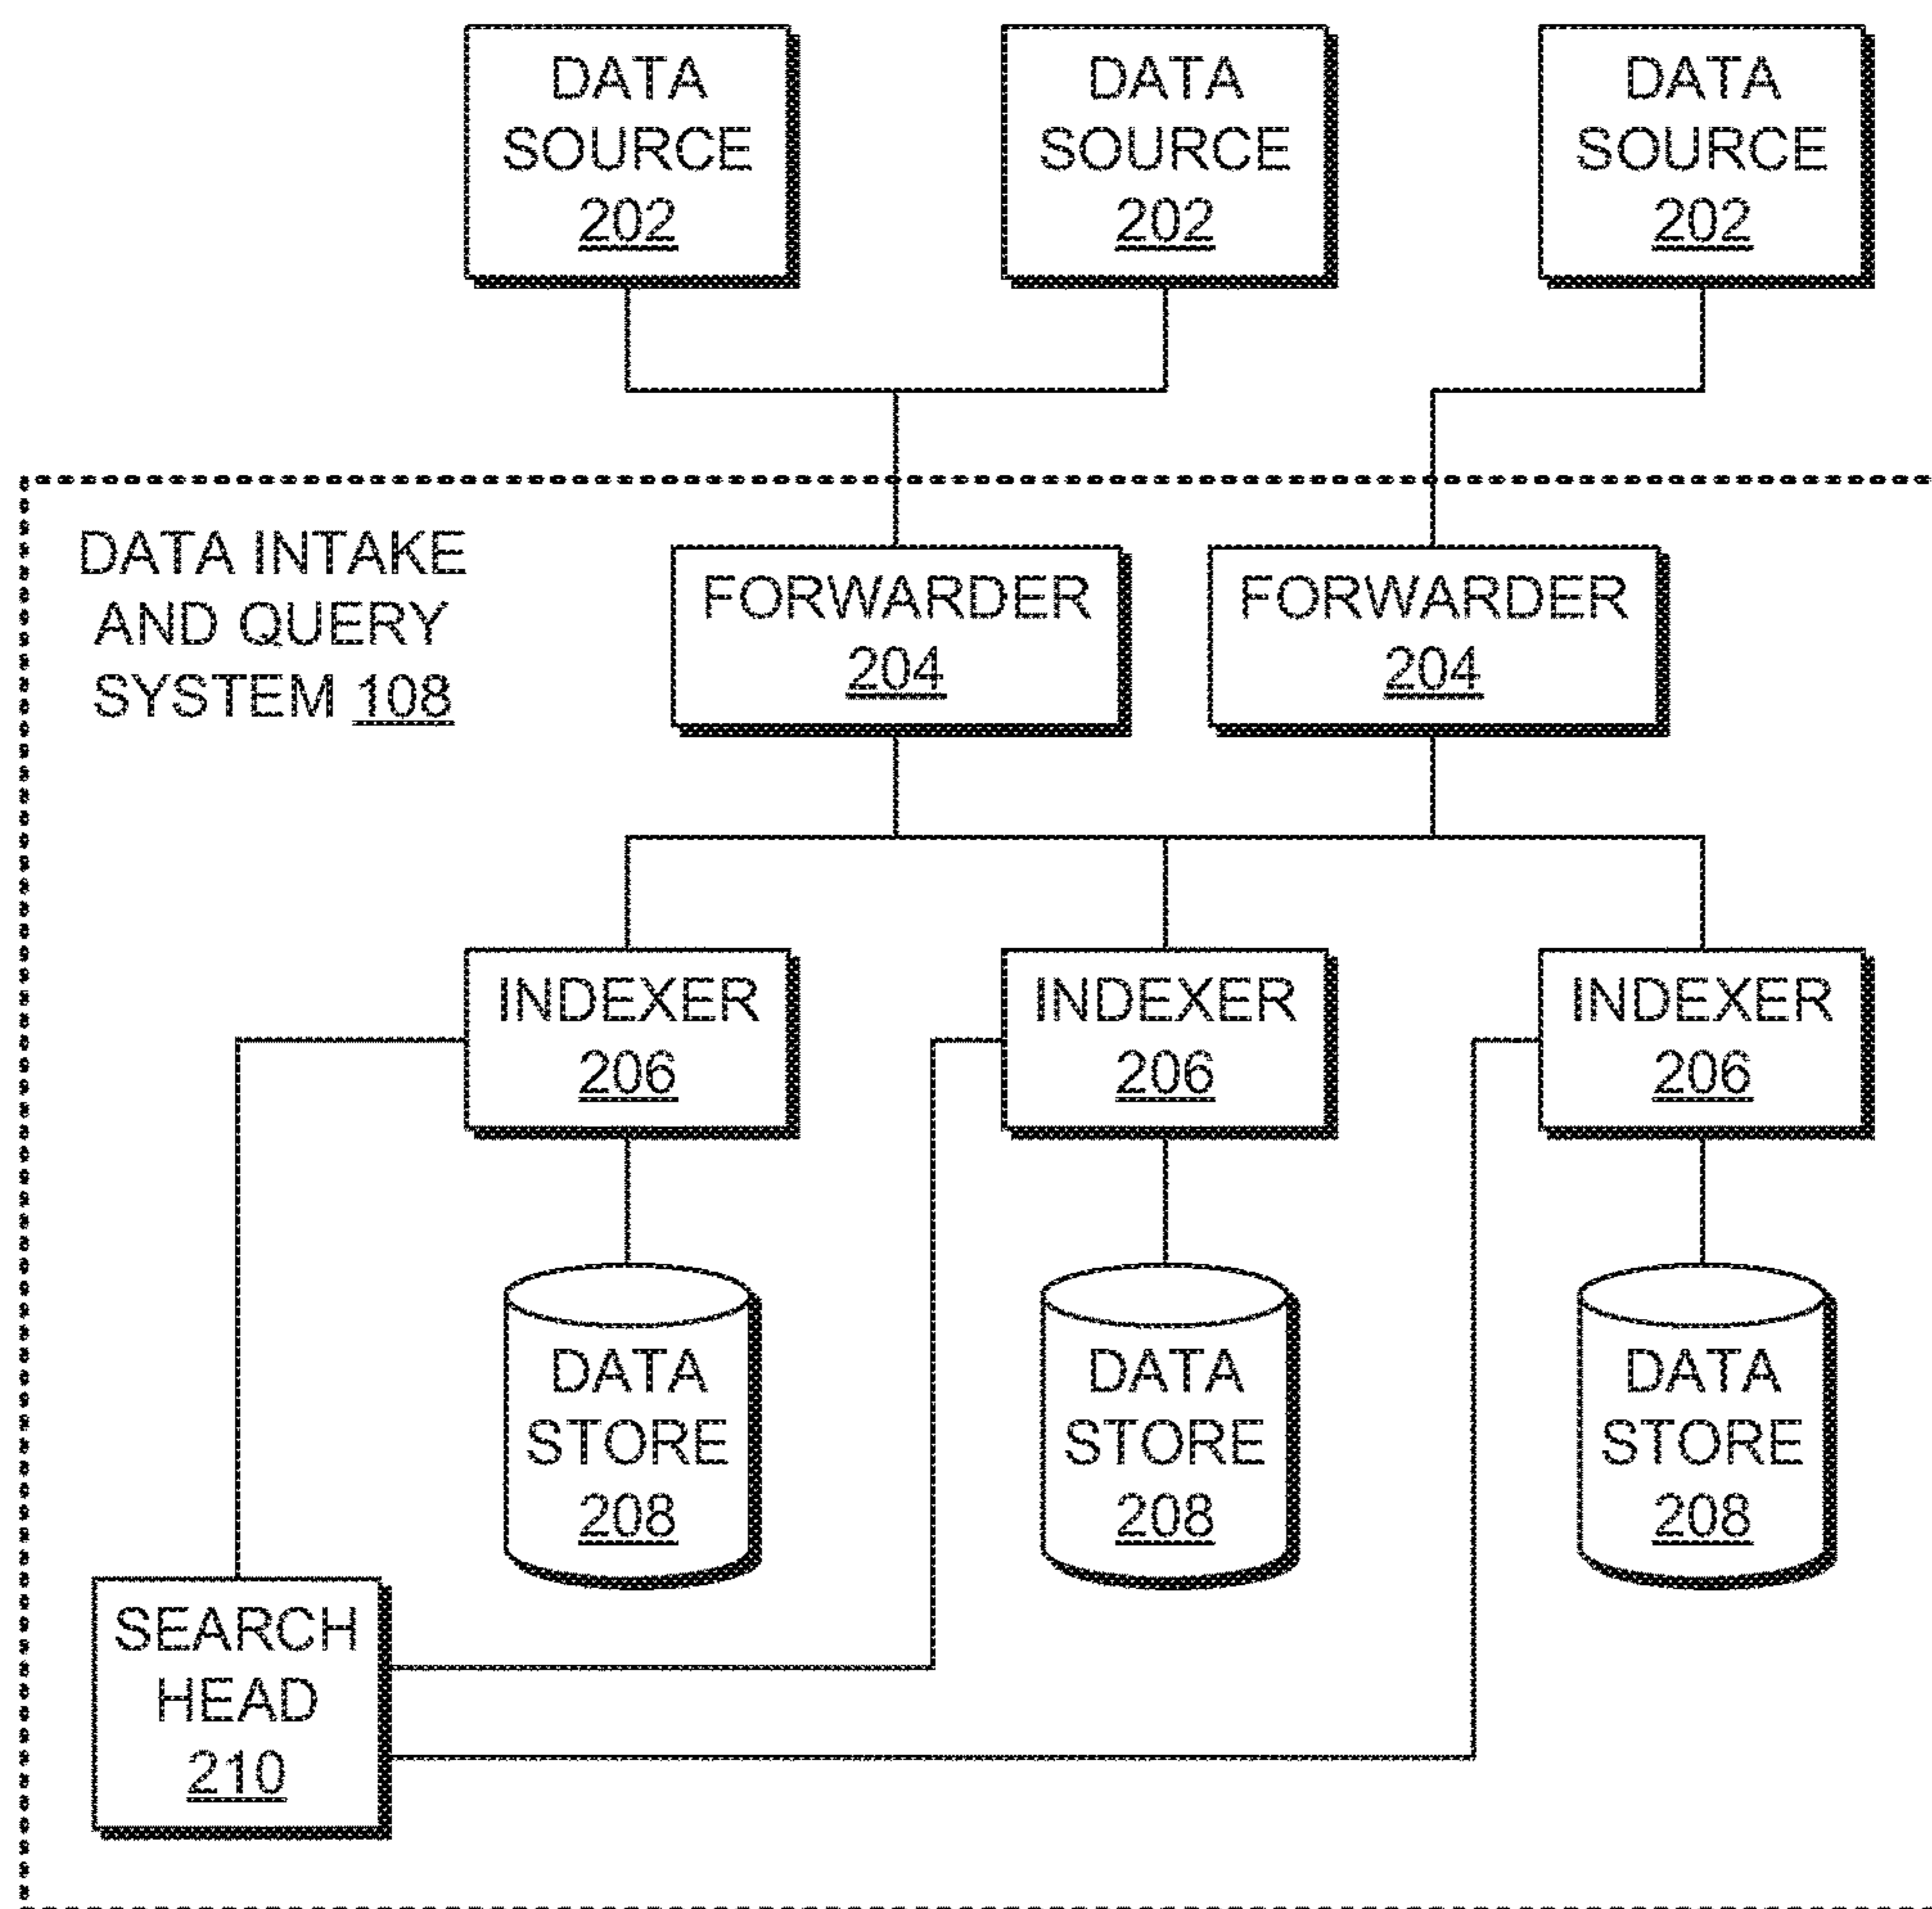 DATA
SOURCE
202
DATA
SOURCE
202
DATA
SOURCE
202
DATA INTAKE
AND QUERY
SYSTEM 108
FORWARDER
204
FORWARDER
204
INDEXER
206
INDEXER
206
INDEXER
206
DATA
STORE
208
DATA
STORE
208
DATA
STORE
208
SEARCH
HEAD
210